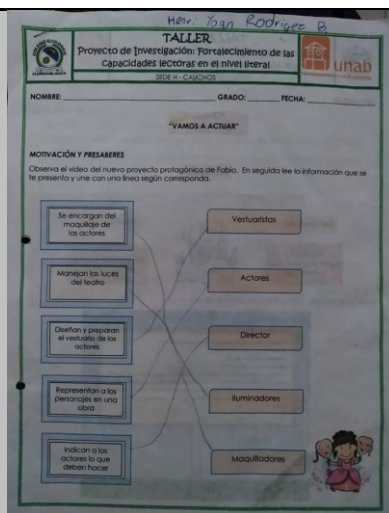 Henr. Yoan Rodriguez B.
TALLER
Proyecto de Investigación: Fortalecimiento de las
capacidades lectoras en el nivel literal
SEDE H - CAUCHOS
unab
NOMBRE: GRADO: FECHA:
"VAMOS A ACTUAR"
MOTIVACIÓN Y PRESABERES
Observa el video del nuevo proyecto protagónico de Fabio. En seguida lee la información que se
te presenta y une con una línea según corresponda.
Se encargan del
maquillaje de
los actores
Vestuaristas
Manejan las luces
del teatro
Actores
Diseñan y preparan
el vestuario de los
actores
Director
Representan a los
personajes en una
obra
Iluminadores
Indican a los
actores lo que
deben hacer
Maquilladores